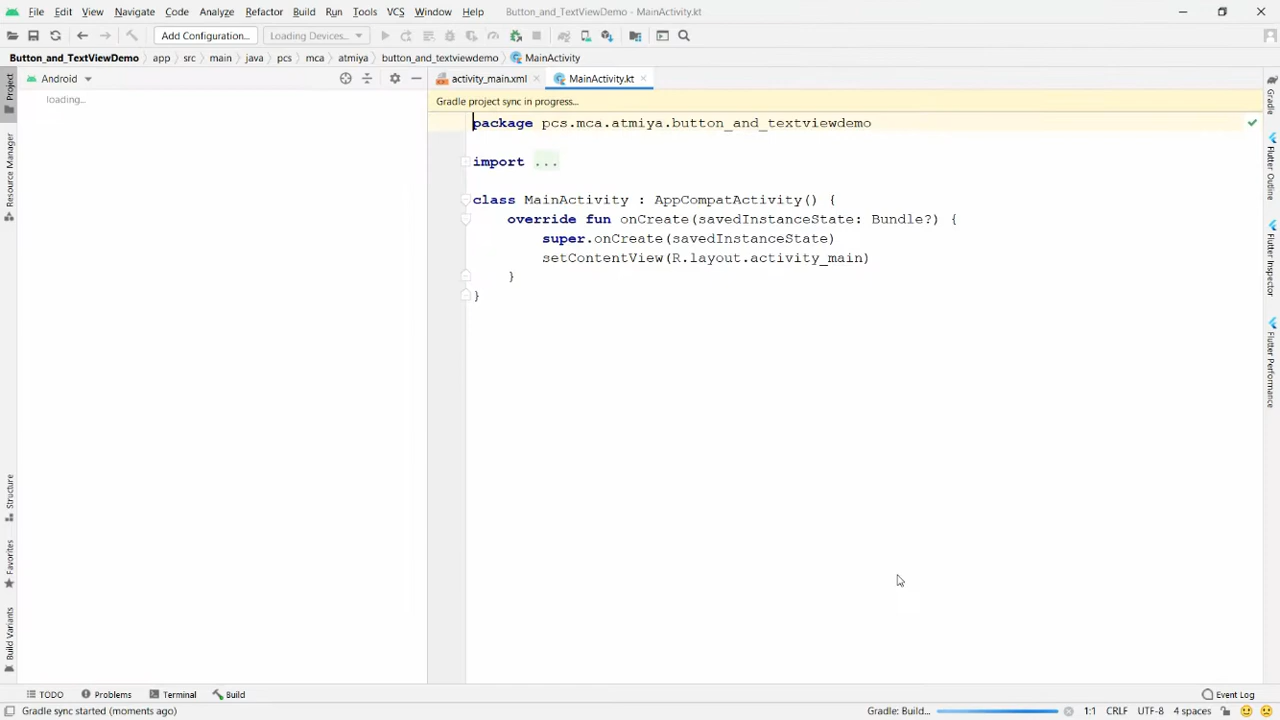 File Edit View Navigate Code Analyze Refactor Build Run Tools VCS Window Help Button_and_TextViewDemo - MainActivity.kt
Add Configuration... Loading Devices...
Button_and_TextViewDemo app src main java pcs mca atmiya button_and_textviewdemo MainActivity
Android
activity_main.xml
MainActivity.kt
loading...
Gradle project sync in progress...
package pcs.mca.atmiya.button_and_textviewdemo
import ...
class MainActivity : AppCompatActivity() {
override fun onCreate(savedInstanceState: Bundle?) {
super.onCreate(savedInstanceState)
setContentView(R.layout.activity_main)
}
}
Project
Resource Manager
Structure
Favorites
Build Variants
Gradle
Flutter Outline
Flutter Inspector
Flutter Performance
TODO Problems Terminal Build Event Log
Gradle sync started (moments ago) Gradle: Build... 1:1 CRLF UTF-8 4 spaces